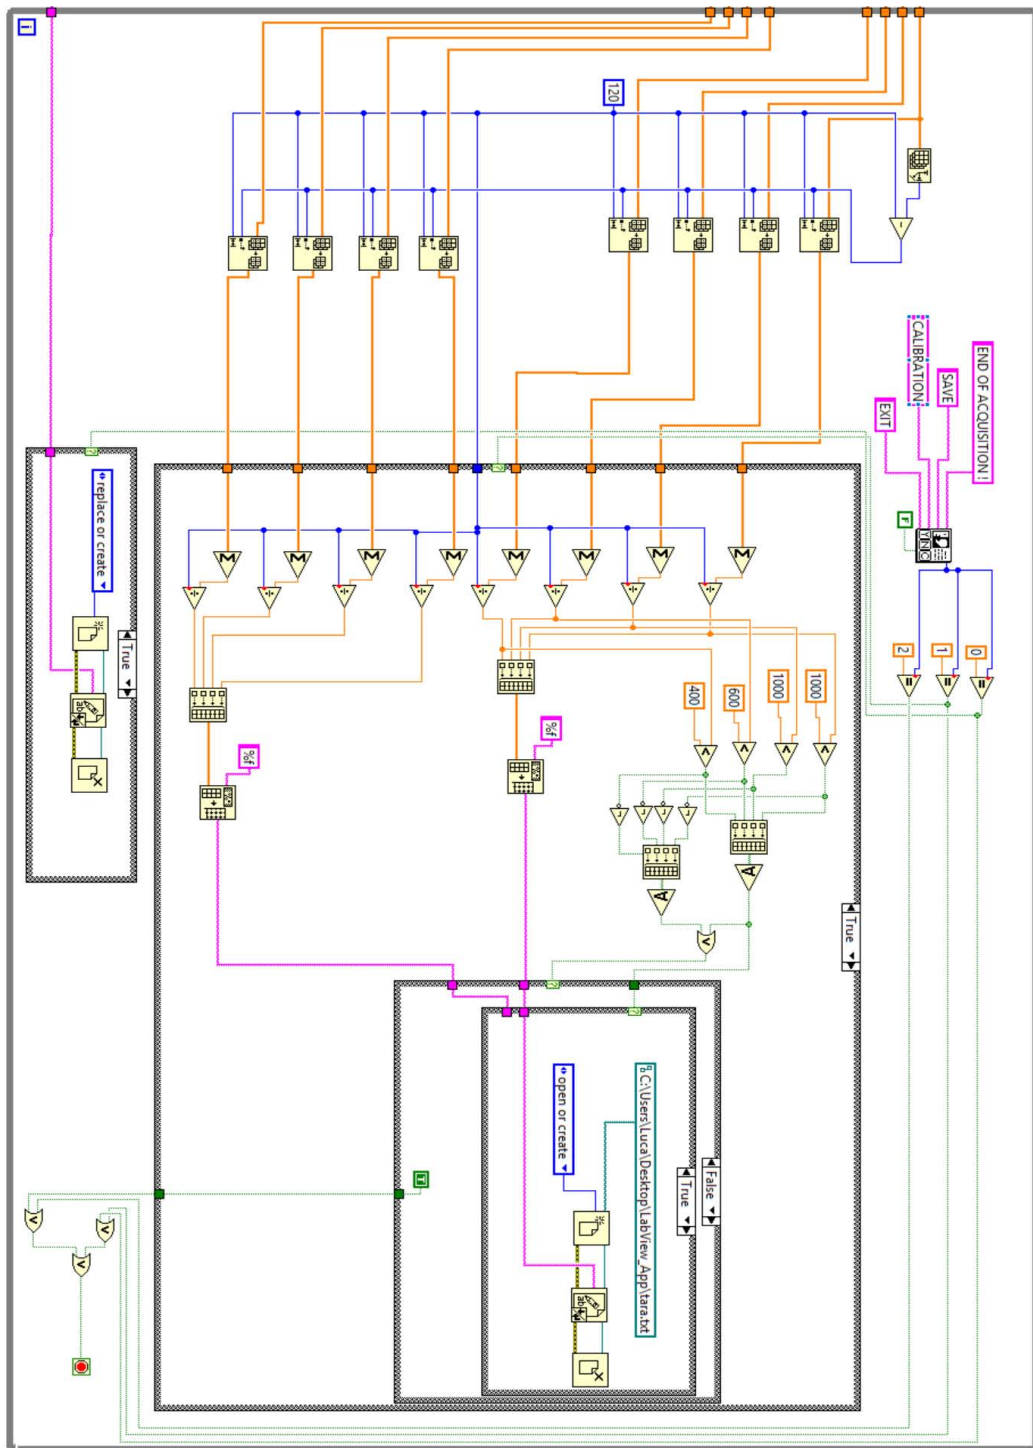 END OF ACQUISITION !
SAVE
CALIBRATION
EXIT
F
0
1
2
120
i
True
1000
1000
600
400
%f
%f
False
True
C:\Users\Luca\Desktop\LabView_App\tara.txt
open or create
T
True
replace or create